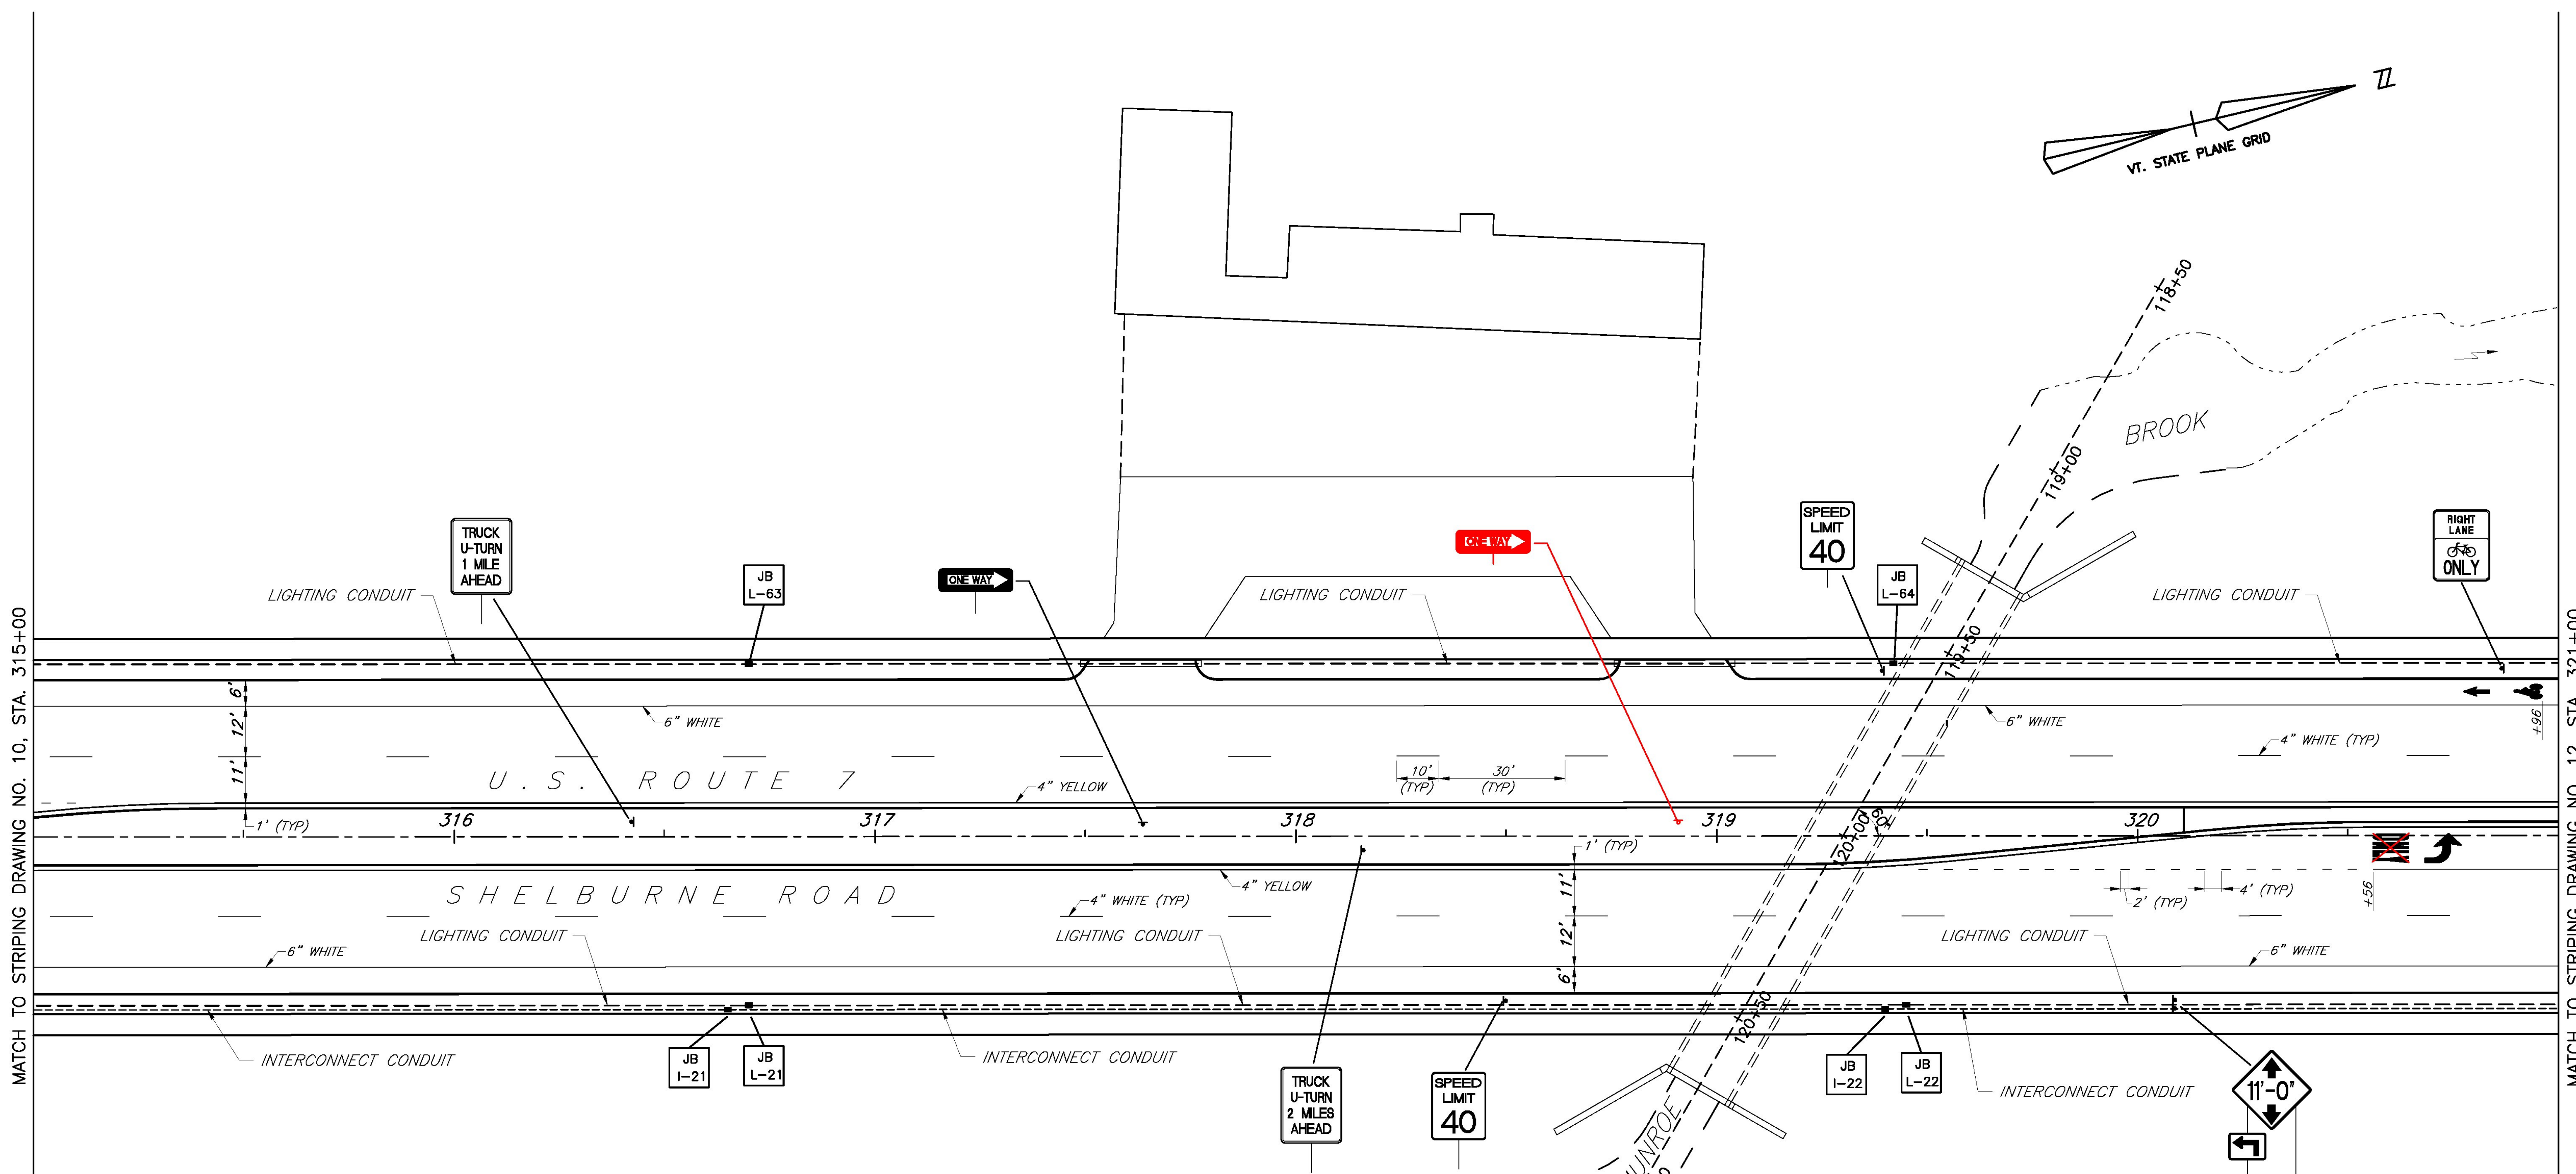 VT. STATE PLANE GRID
N
118+50
119+00
BROOK
TRUCK
U-TURN
1 MILE
AHEAD
JB
L-63
ONE WAY
ONE WAY
SPEED
LIMIT
40
JB
L-64
RIGHT
LANE
ONLY
LIGHTING CONDUIT
LIGHTING CONDUIT
LIGHTING CONDUIT
119+50
MATCH TO STRIPING DRAWING NO. 10, STA. 315+00
6'
12'
11'
6" WHITE
6" WHITE
+96
4" WHITE (TYP)
U.S. ROUTE 7
4" YELLOW
10'
(TYP)
30'
(TYP)
1' (TYP)
316
317
318
319
320
60'
120+00
1' (TYP)
4" YELLOW
SHELBURNE ROAD
4" WHITE (TYP)
11'
12'
6'
2' (TYP)
4' (TYP)
+56
LIGHTING CONDUIT
LIGHTING CONDUIT
LIGHTING CONDUIT
6" WHITE
6" WHITE
120+50
INTERCONNECT CONDUIT
INTERCONNECT CONDUIT
INTERCONNECT CONDUIT
JB
I-21
JB
L-21
TRUCK
U-TURN
2 MILES
AHEAD
SPEED
LIMIT
40
JB
I-22
JB
L-22
11'-0"
MATCH TO STRIPING DRAWING NO. 12, STA. 321+00